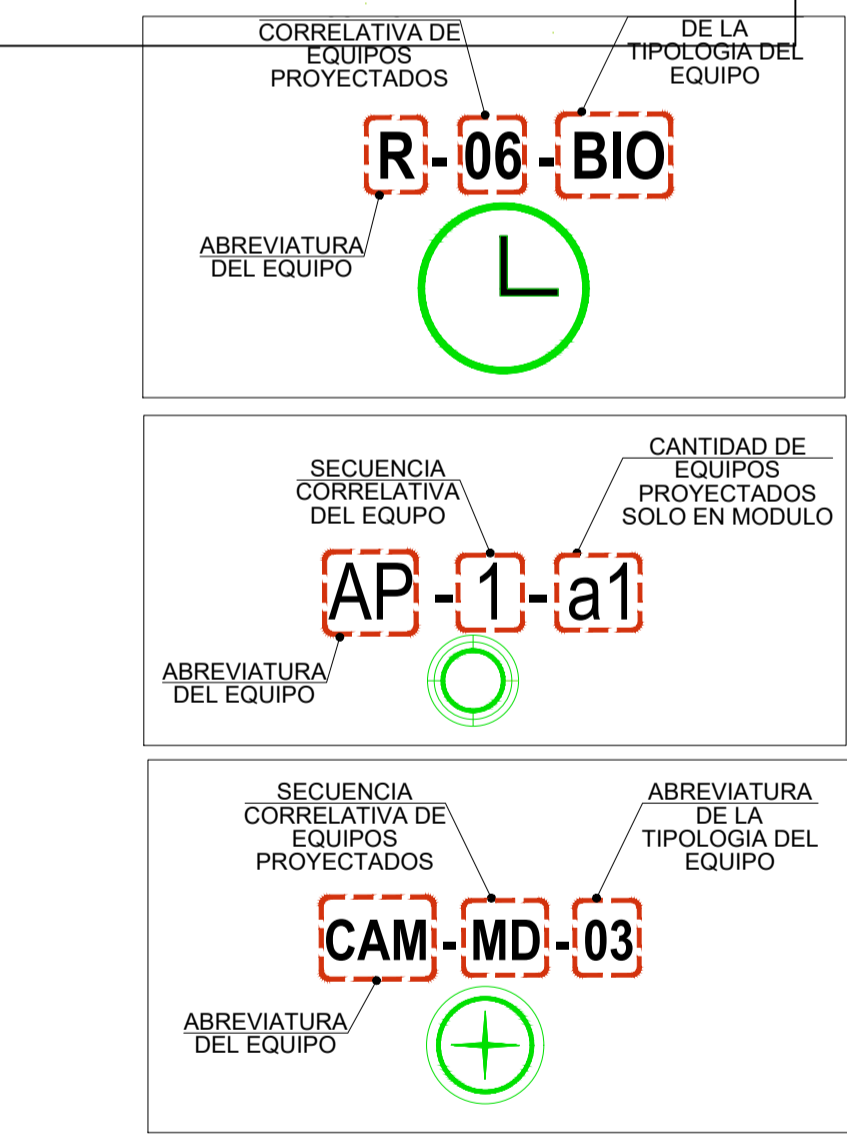 CORRELATIVA DE
EQUIPOS
PROYECTADOS
DE LA
TIPOLOGIA DEL
EQUIPO
R - 06 - BIO
ABREVIATURA
DEL EQUIPO
SECUENCIA
CORRELATIVA
DEL EQUPO
CANTIDAD DE
EQUIPOS
PROYECTADOS
SOLO EN MODULO
AP - 1 - a1
ABREVIATURA
DEL EQUIPO
SECUENCIA
CORRELATIVA DE
EQUIPOS
PROYECTADOS
ABREVIATURA
DE LA
TIPOLOGIA DEL
EQUIPO
CAM - MD - 03
ABREVIATURA
DEL EQUIPO